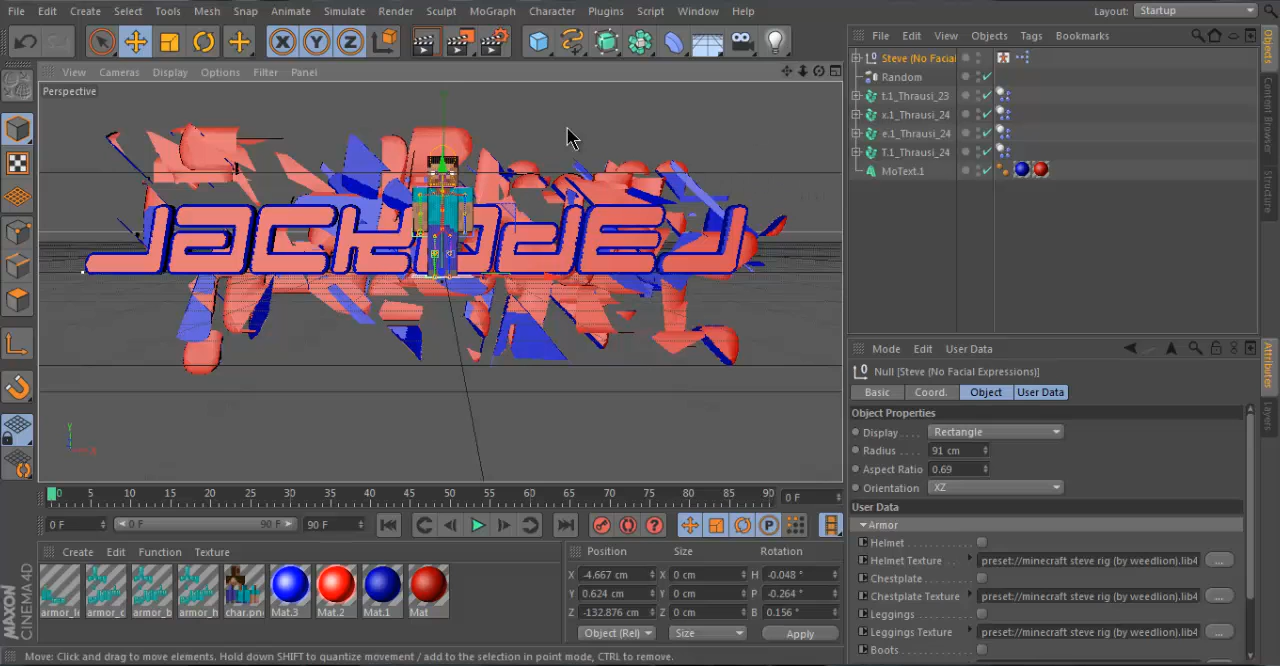 File Edit Create Select Tools Mesh Snap Animate Simulate Render Sculpt MoGraph Character Plugins Script Window Help Layout: Startup
X Y Z
File Edit View Objects Tags Bookmarks
View Cameras Display Options Filter Panel
Perspective
Steve (No Facial
Random
t.1_Thrausi_23
x.1_Thrausi_24
e.1_Thrausi_24
T.1_Thrausi_24
MoText.1
Objects
Content Browser
Structure
Mode Edit User Data
Null [Steve (No Facial Expressions)]
Basic Coord. Object User Data
Object Properties
Display . . . . Rectangle
Radius . . . . 91 cm
Aspect Ratio 0.69
Orientation XZ
User Data
Armor
Helmet
Helmet Texture preset://minecraft steve rig (by weedlion).lib4 ...
Chestplate
Chestplate Texture preset://minecraft steve rig (by weedlion).lib4 ...
Leggings
Leggings Texture preset://minecraft steve rig (by weedlion).lib4 ...
Boots
Attributes
Layers
Y
0 5 10 15 20 25 30 35 40 45 50 55 60 65 70 75 80 85 90 0 F
0 F 0 F 90 F 90 F
P
Create Edit Function Texture
armor_c armor_b armor_h char.pn Mat.3 Mat.2 Mat.1 Mat
Position Size Rotation
X -4.667 cm X 0 cm H -0.048 °
Y 0.624 cm Y 0 cm P -0.264 °
Z -132.876 cm Z 0 cm B 0.156 °
Object (Rel) Size Apply
MAXON
CINEMA4D
Move: Click and drag to move elements. Hold down SHIFT to quantize movement / add to the selection in point mode, CTRL to remove.